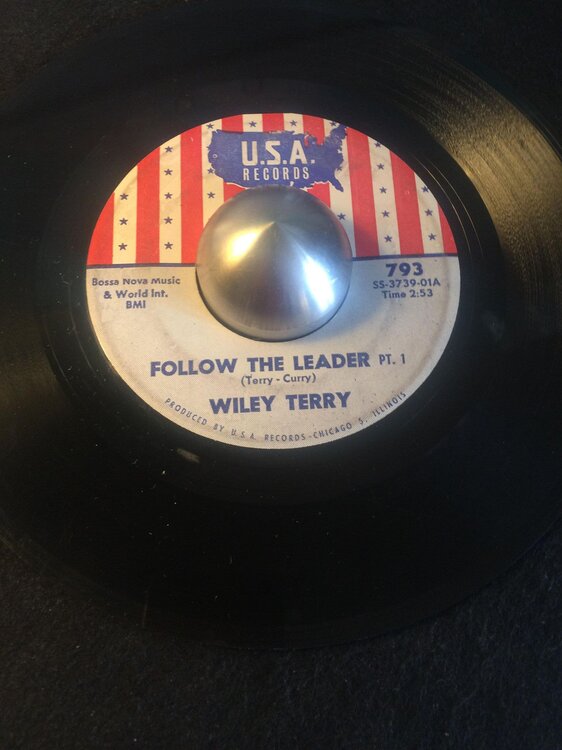 U.S.A.
RECORDS
Bossa Nova Music
& World Int.
BMI
793
SS-3739-01A
Time 2:53
FOLLOW THE LEADER PT. 1
(Terry - Curry)
WILEY TERRY
PRODUCED BY U.S.A. RECORDS - CHICAGO 5, ILLINOIS